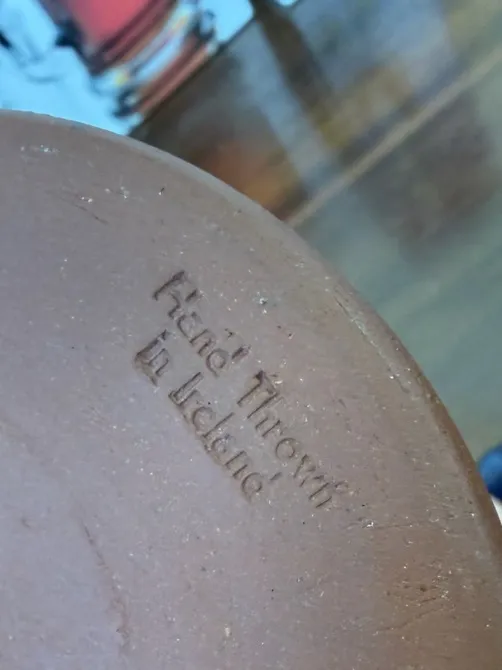 Hand Thrown
in Ireland